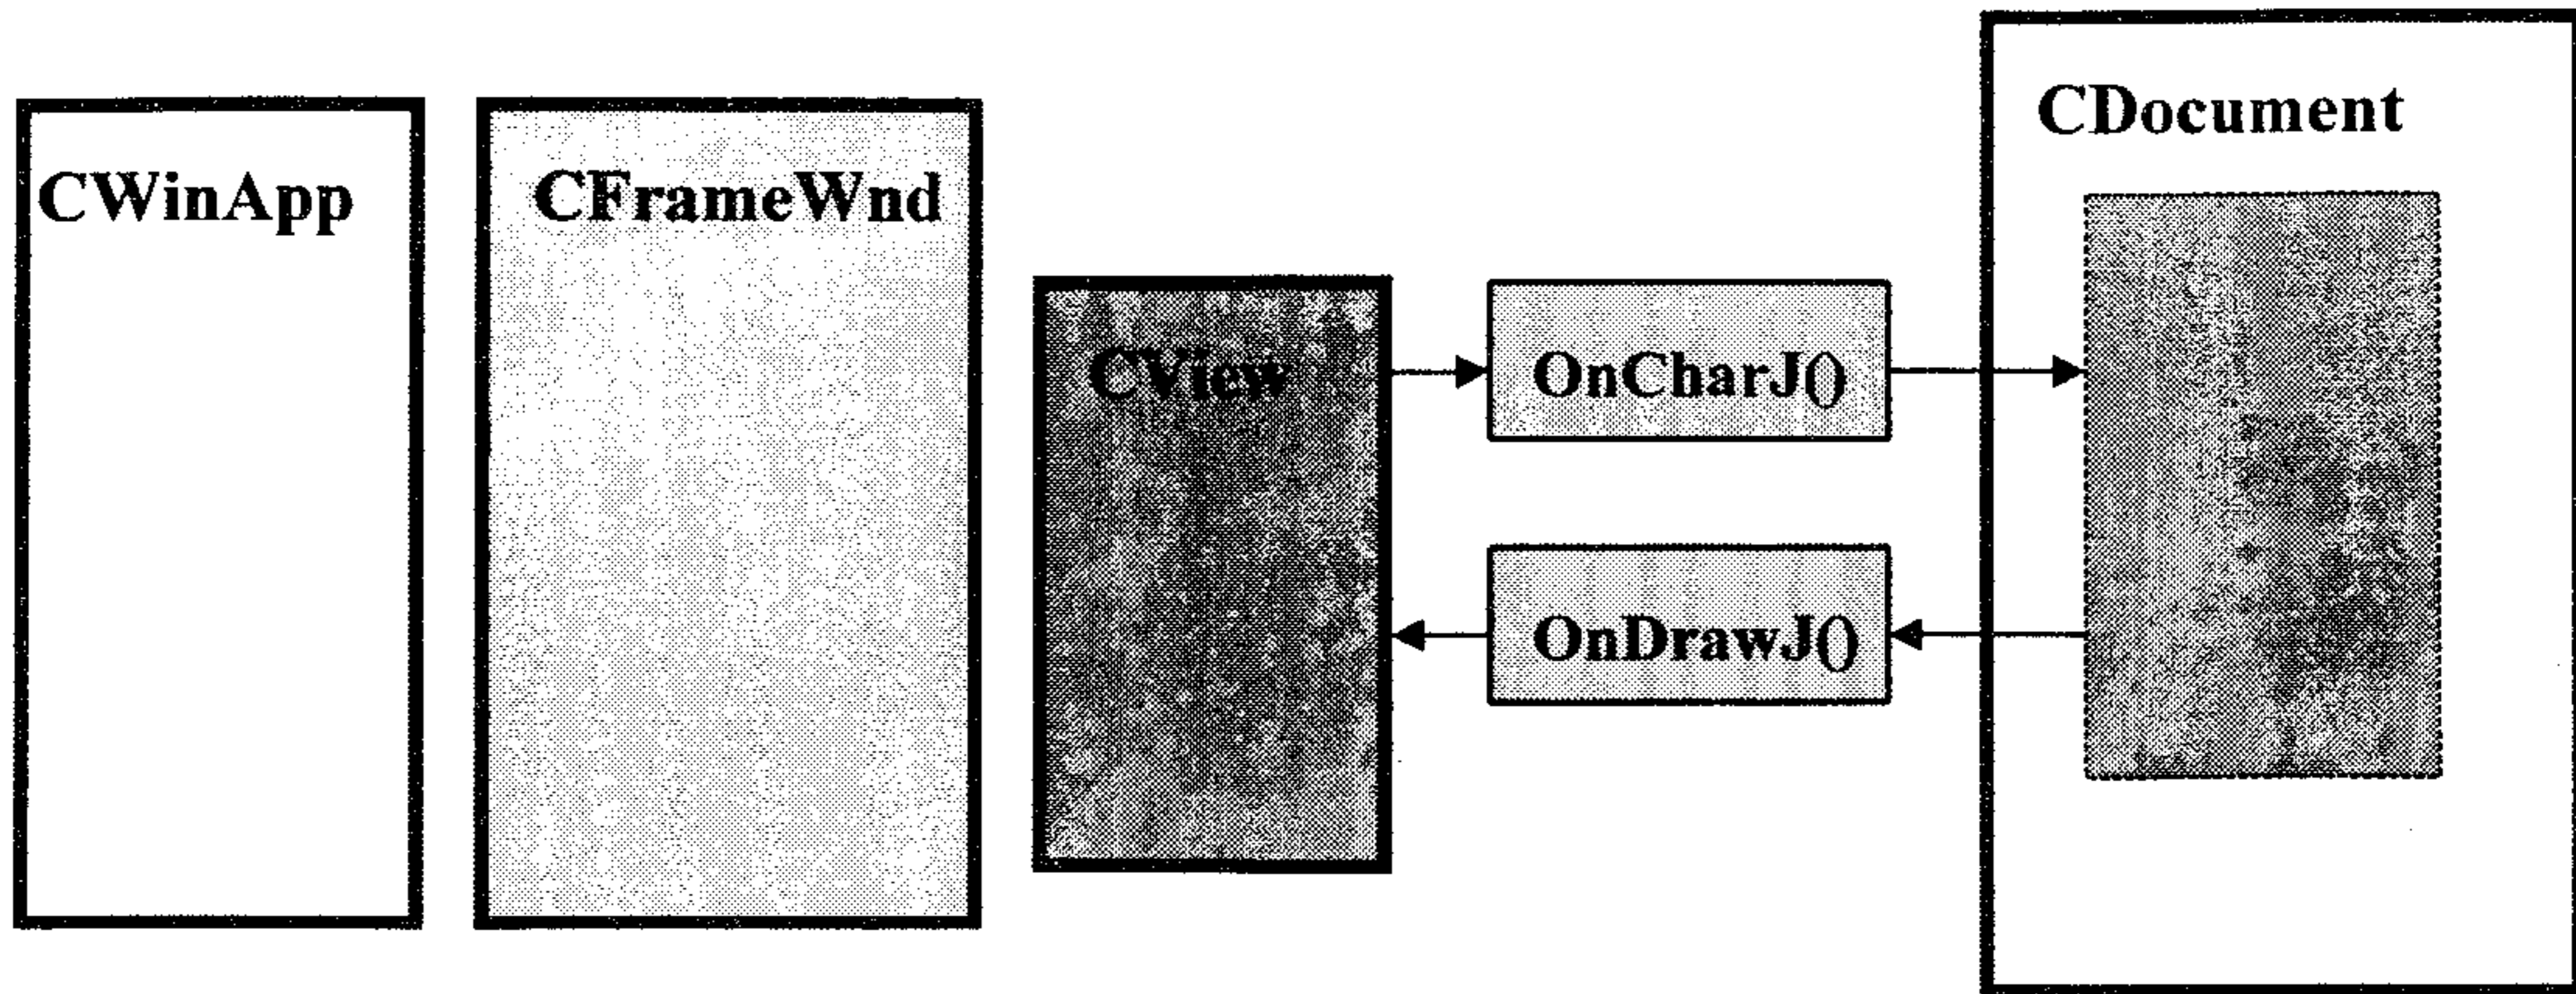 CWinApp
CFrameWnd
CView
OnCharJ()
OnDrawJ()
CDocument